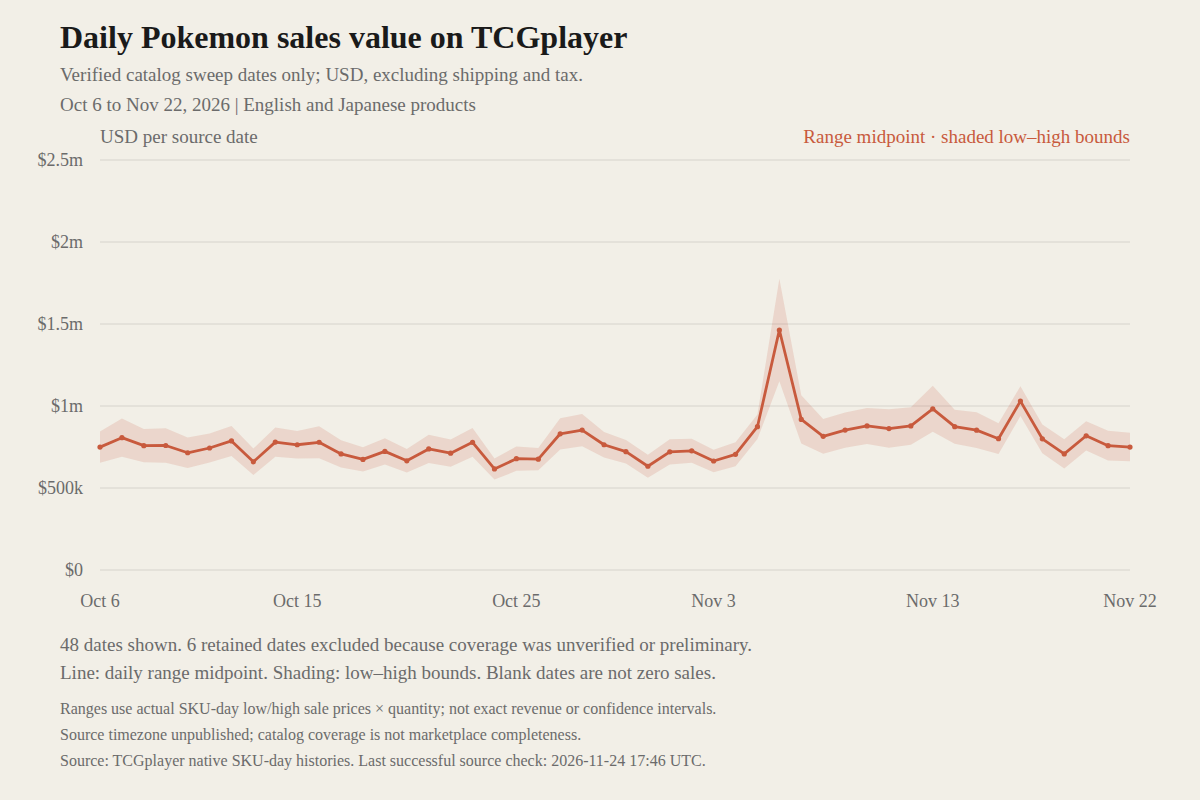 Daily Pokemon sales value on TCGplayer
Verified catalog sweep dates only; USD, excluding shipping and tax.
Oct 6 to Nov 22, 2026 | English and Japanese products
USD per source date
Range midpoint · shaded low–high bounds
$2.5m
$2m
$1.5m
$1m
$500k
$0
Oct 6
Oct 15
Oct 25
Nov 3
Nov 13
Nov 22
48 dates shown. 6 retained dates excluded because coverage was unverified or preliminary.
Line: daily range midpoint. Shading: low–high bounds. Blank dates are not zero sales.
Ranges use actual SKU-day low/high sale prices × quantity; not exact revenue or confidence intervals.
Source timezone unpublished; catalog coverage is not marketplace completeness.
Source: TCGplayer native SKU-day histories. Last successful source check: 2026-11-24 17:46 UTC.